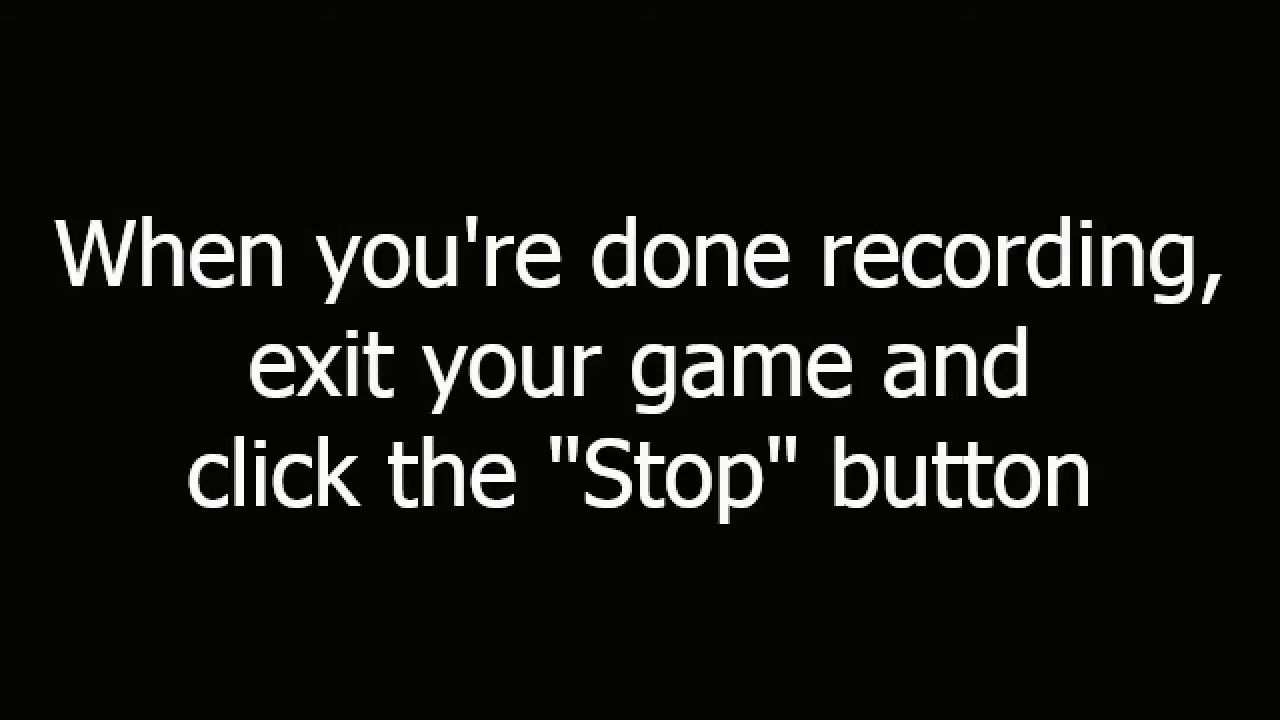 When you're done recording,
exit your game and
click the "Stop" button